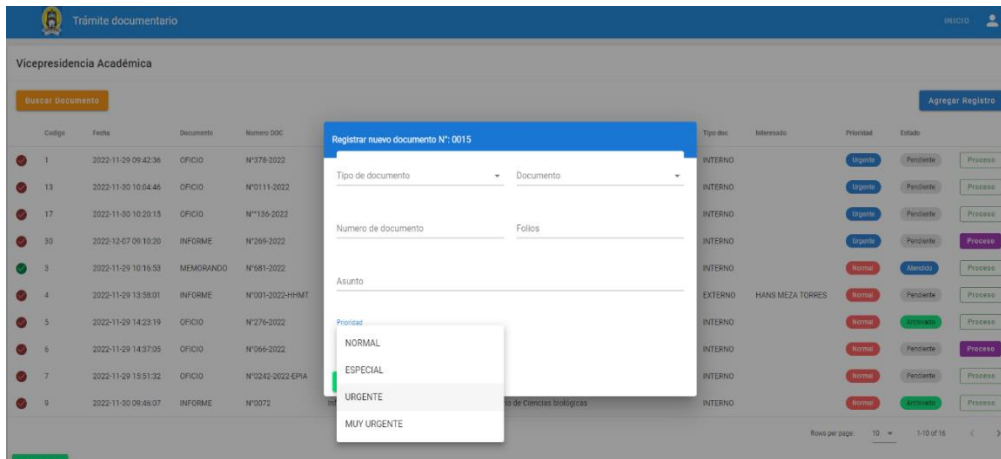 Trámite documentario
INICIO
Vicepresidencia Académica
Buscar Documento
Agregar Registro
Codigo Fecha Documento Numero DOC Tipo doc Interesado Prioridad Estado
1 2022-11-29 09:42:36 OFICIO N°378-2022 INTERNO Urgente Pendiente Proceso
13 2022-11-30 10:04:46 OFICIO N°0111-2022 INTERNO Urgente Pendiente Proceso
17 2022-11-30 10:20:15 OFICIO N°°136-2022 INTERNO Urgente Pendiente Proceso
30 2022-12-07 09:10:20 INFORME N°269-2022 INTERNO Urgente Pendiente Proceso
3 2022-11-29 10:16:53 MEMORANDO N°681-2022 INTERNO Normal Atendido Proceso
4 2022-11-29 13:58:01 INFORME N°001-2022-HHMT EXTERNO HANS MEZA TORRES Normal Pendiente Proceso
5 2022-11-29 14:23:19 OFICIO N°276-2022 INTERNO Normal Archivado Proceso
6 2022-11-29 14:37:05 OFICIO N°066-2022 INTERNO Normal Pendiente Proceso
7 2022-11-29 15:51:32 OFICIO N°0242-2022-EPIA INTERNO Normal Pendiente Proceso
9 2022-11-30 09:46:07 INFORME N°0072 de Ciencias biológicas INTERNO Normal Archivado Proceso
Rows per page: 10 1-10 of 16
Registrar nuevo documento N°: 0015
Tipo de documento Documento
Numero de documento Folios
Asunto
Prioridad
NORMAL
ESPECIAL
URGENTE
MUY URGENTE